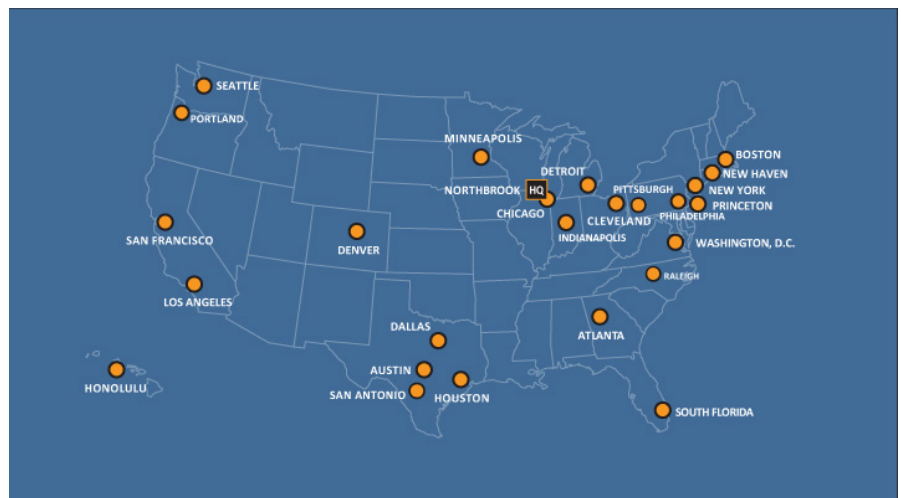 SEATTLE
PORTLAND
MINNEAPOLIS
BOSTON
DETROIT
NEW HAVEN
NORTHBROOK HQ
PITTSBURGH
NEW YORK
CHICAGO
CLEVELAND
PHILADELPHIA
PRINCETON
SAN FRANCISCO
DENVER
INDIANAPOLIS
WASHINGTON, D.C.
RALEIGH
LOS ANGELES
DALLAS
ATLANTA
HONOLULU
AUSTIN
SAN ANTONIO
HOUSTON
SOUTH FLORIDA